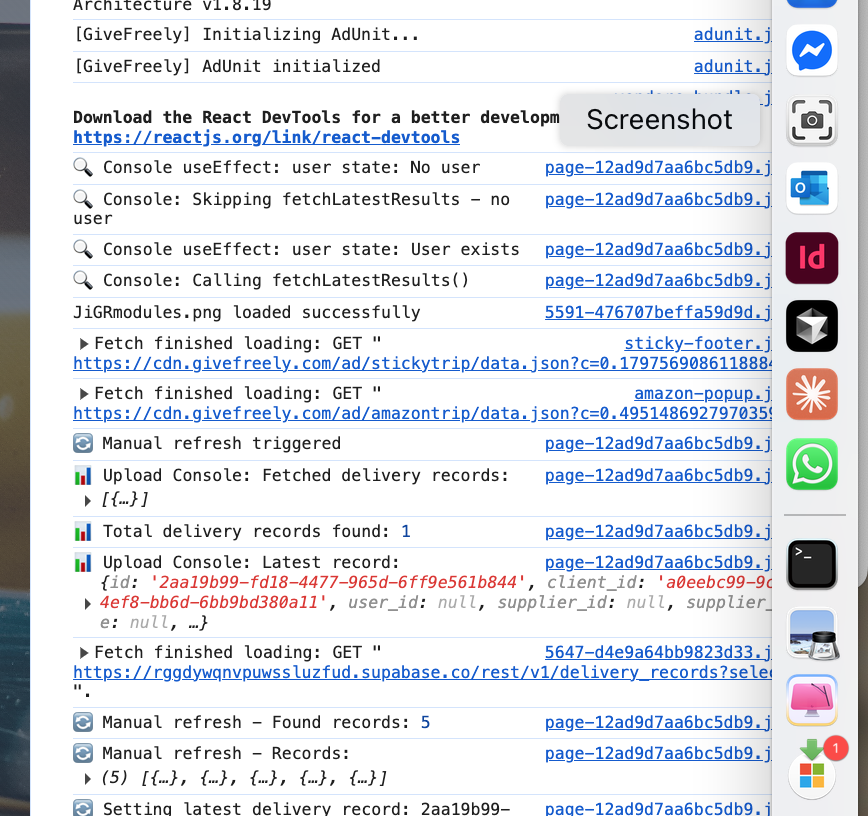 Architecture v1.8.19
[GiveFreely] Initializing AdUnit... adunit.j
[GiveFreely] AdUnit initialized adunit.j
Download the React DevTools for a better developm
Screenshot
https://reactjs.org/link/react-devtools
🔍 Console useEffect: user state: No user page-12ad9d7aa6bc5db9.j
🔍 Console: Skipping fetchLatestResults – no page-12ad9d7aa6bc5db9.j
user
🔍 Console useEffect: user state: User exists page-12ad9d7aa6bc5db9.j
🔍 Console: Calling fetchLatestResults() page-12ad9d7aa6bc5db9.j
JiGRmodules.png loaded successfully 5591-476707beffa59d9d.j
▶Fetch finished loading: GET " sticky-footer.j
https://cdn.givefreely.com/ad/stickytrip/data.json?c=0.1797569086118884
▶Fetch finished loading: GET " amazon-popup.j
https://cdn.givefreely.com/ad/amazontrip/data.json?c=0.4951486927970359
🔄 Manual refresh triggered page-12ad9d7aa6bc5db9.j
📊 Upload Console: Fetched delivery records: page-12ad9d7aa6bc5db9.j
▶ [{…}]
📊 Total delivery records found: 1 page-12ad9d7aa6bc5db9.j
📊 Upload Console: Latest record: page-12ad9d7aa6bc5db9.j
{id: '2aa19b99-fd18-4477-965d-6ff9e561b844', client_id: 'a0eebc99-9c
▶ 4ef8-bb6d-6bb9bd380a11', user_id: null, supplier_id: null, supplier_
e: null, …}
▶Fetch finished loading: GET " 5647-d4e9a64bb9823d33.j
https://rggdywqnvpuwssluzfud.supabase.co/rest/v1/delivery_records?selec
".
🔄 Manual refresh – Found records: 5 page-12ad9d7aa6bc5db9.j
🔄 Manual refresh – Records: page-12ad9d7aa6bc5db9.j
▶ (5) [{…}, {…}, {…}, {…}, {…}]
🔄 Setting latest delivery record: 2aa19b99– page-12ad9d7aa6bc5db9.j
Id
>_
1